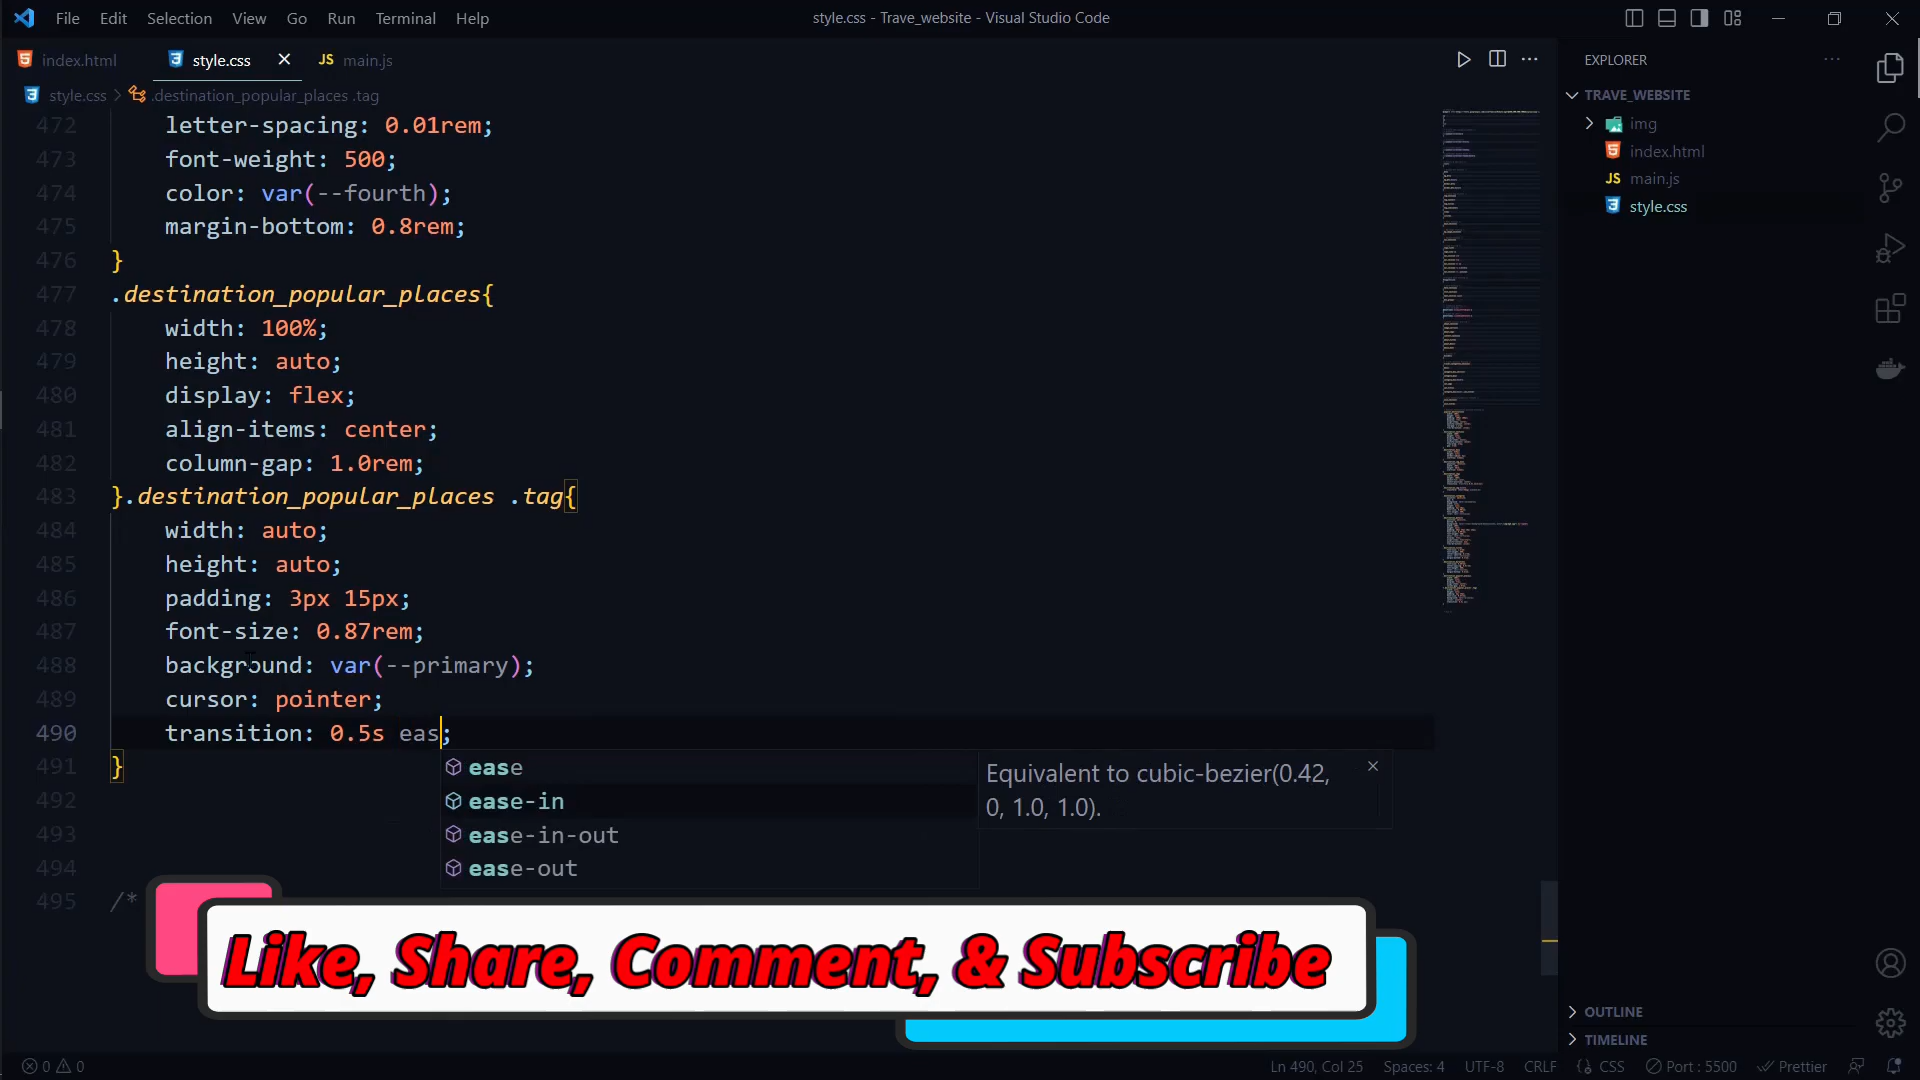 File Edit Selection View Go Run Terminal Help
style.css - Trave_website - Visual Studio Code
index.html style.css JS main.js
style.css > .destination_popular_places .tag
472 letter-spacing: 0.01rem;
473 font-weight: 500;
474 color: var(--fourth);
475 margin-bottom: 0.8rem;
476 }
477 .destination_popular_places{
478 width: 100%;
479 height: auto;
480 display: flex;
481 align-items: center;
482 column-gap: 1.0rem;
483 }.destination_popular_places .tag{
484 width: auto;
485 height: auto;
486 padding: 3px 15px;
487 font-size: 0.87rem;
488 background: var(--primary);
489 cursor: pointer;
490 transition: 0.5s eas;
491 }
492
493
494
495 /*
ease
ease-in
ease-in-out
ease-out
Equivalent to cubic-bezier(0.42,
0, 1.0, 1.0).
EXPLORER
TRAVE_WEBSITE
img
index.html
JS main.js
style.css
OUTLINE
TIMELINE
Like, Share, Comment, & Subscribe
0 0 Ln 490, Col 25 Spaces: 4 UTF-8 CRLF { } CSS Port : 5500 Prettier